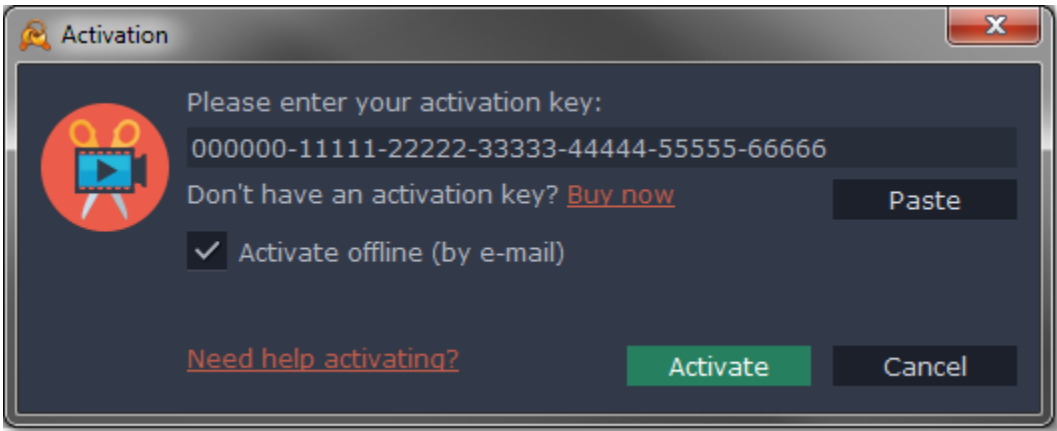 Activation
Please enter your activation key:
000000-11111-22222-33333-44444-55555-66666
Don't have an activation key? Buy now
Paste
Activate offline (by e-mail)
Need help activating?
Activate
Cancel